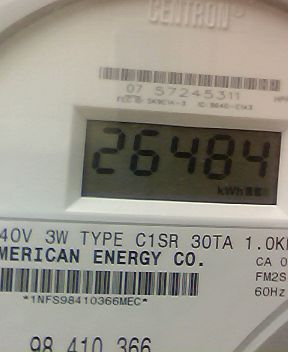 CENTRON®
07 57245311
26484
kWh
40V 3W TYPE C1SR 30TA 1.0K
MERICAN ENERGY CO.
CA 0
FM2S
60Hz
*1NFS98410366MEC*
98 410 366